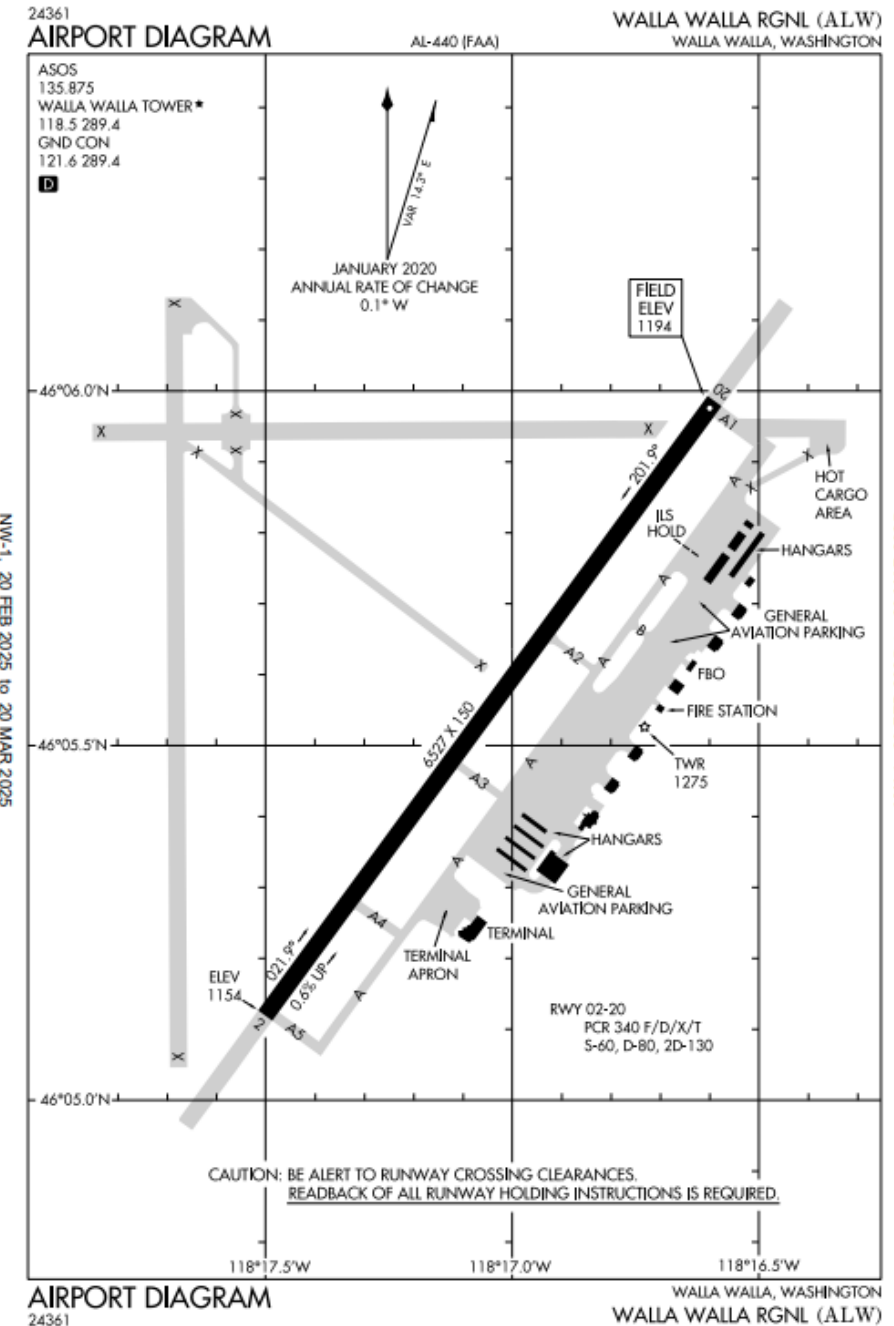 24361
AIRPORT DIAGRAM
AL-440 (FAA)
WALLA WALLA RGNL (ALW)
WALLA WALLA, WASHINGTON
ASOS
135.875
WALLA WALLA TOWER★
118.5 289.4
GND CON
121.6 289.4
D
VAR 14.3° E
JANUARY 2020
ANNUAL RATE OF CHANGE
0.1° W
FIELD
ELEV
1194
X
46°06.0'N
20
X
X
X
A1
X
X
X
X
201.9°
A
X
HOT
CARGO
AREA
ILS
HOLD
HANGARS
A
GENERAL
AVIATION PARKING
B
A2
A
X
FBO
FIRE STATION
6527 X 150
46°05.5'N
A
TWR
1275
A3
HANGARS
A
GENERAL
AVIATION PARKING
A4
TERMINAL
TERMINAL
APRON
021.9°
0.6% UP
ELEV
1154
A
2
A5
RWY 02-20
PCR 340 F/D/X/T
S-60, D-80, 2D-130
X
46°05.0'N
CAUTION: BE ALERT TO RUNWAY CROSSING CLEARANCES.
READBACK OF ALL RUNWAY HOLDING INSTRUCTIONS IS REQUIRED.
118°17.5'W
118°17.0'W
118°16.5'W
NW-1, 20 FEB 2025 to 20 MAR 2025
AIRPORT DIAGRAM
24361
WALLA WALLA, WASHINGTON
WALLA WALLA RGNL (ALW)